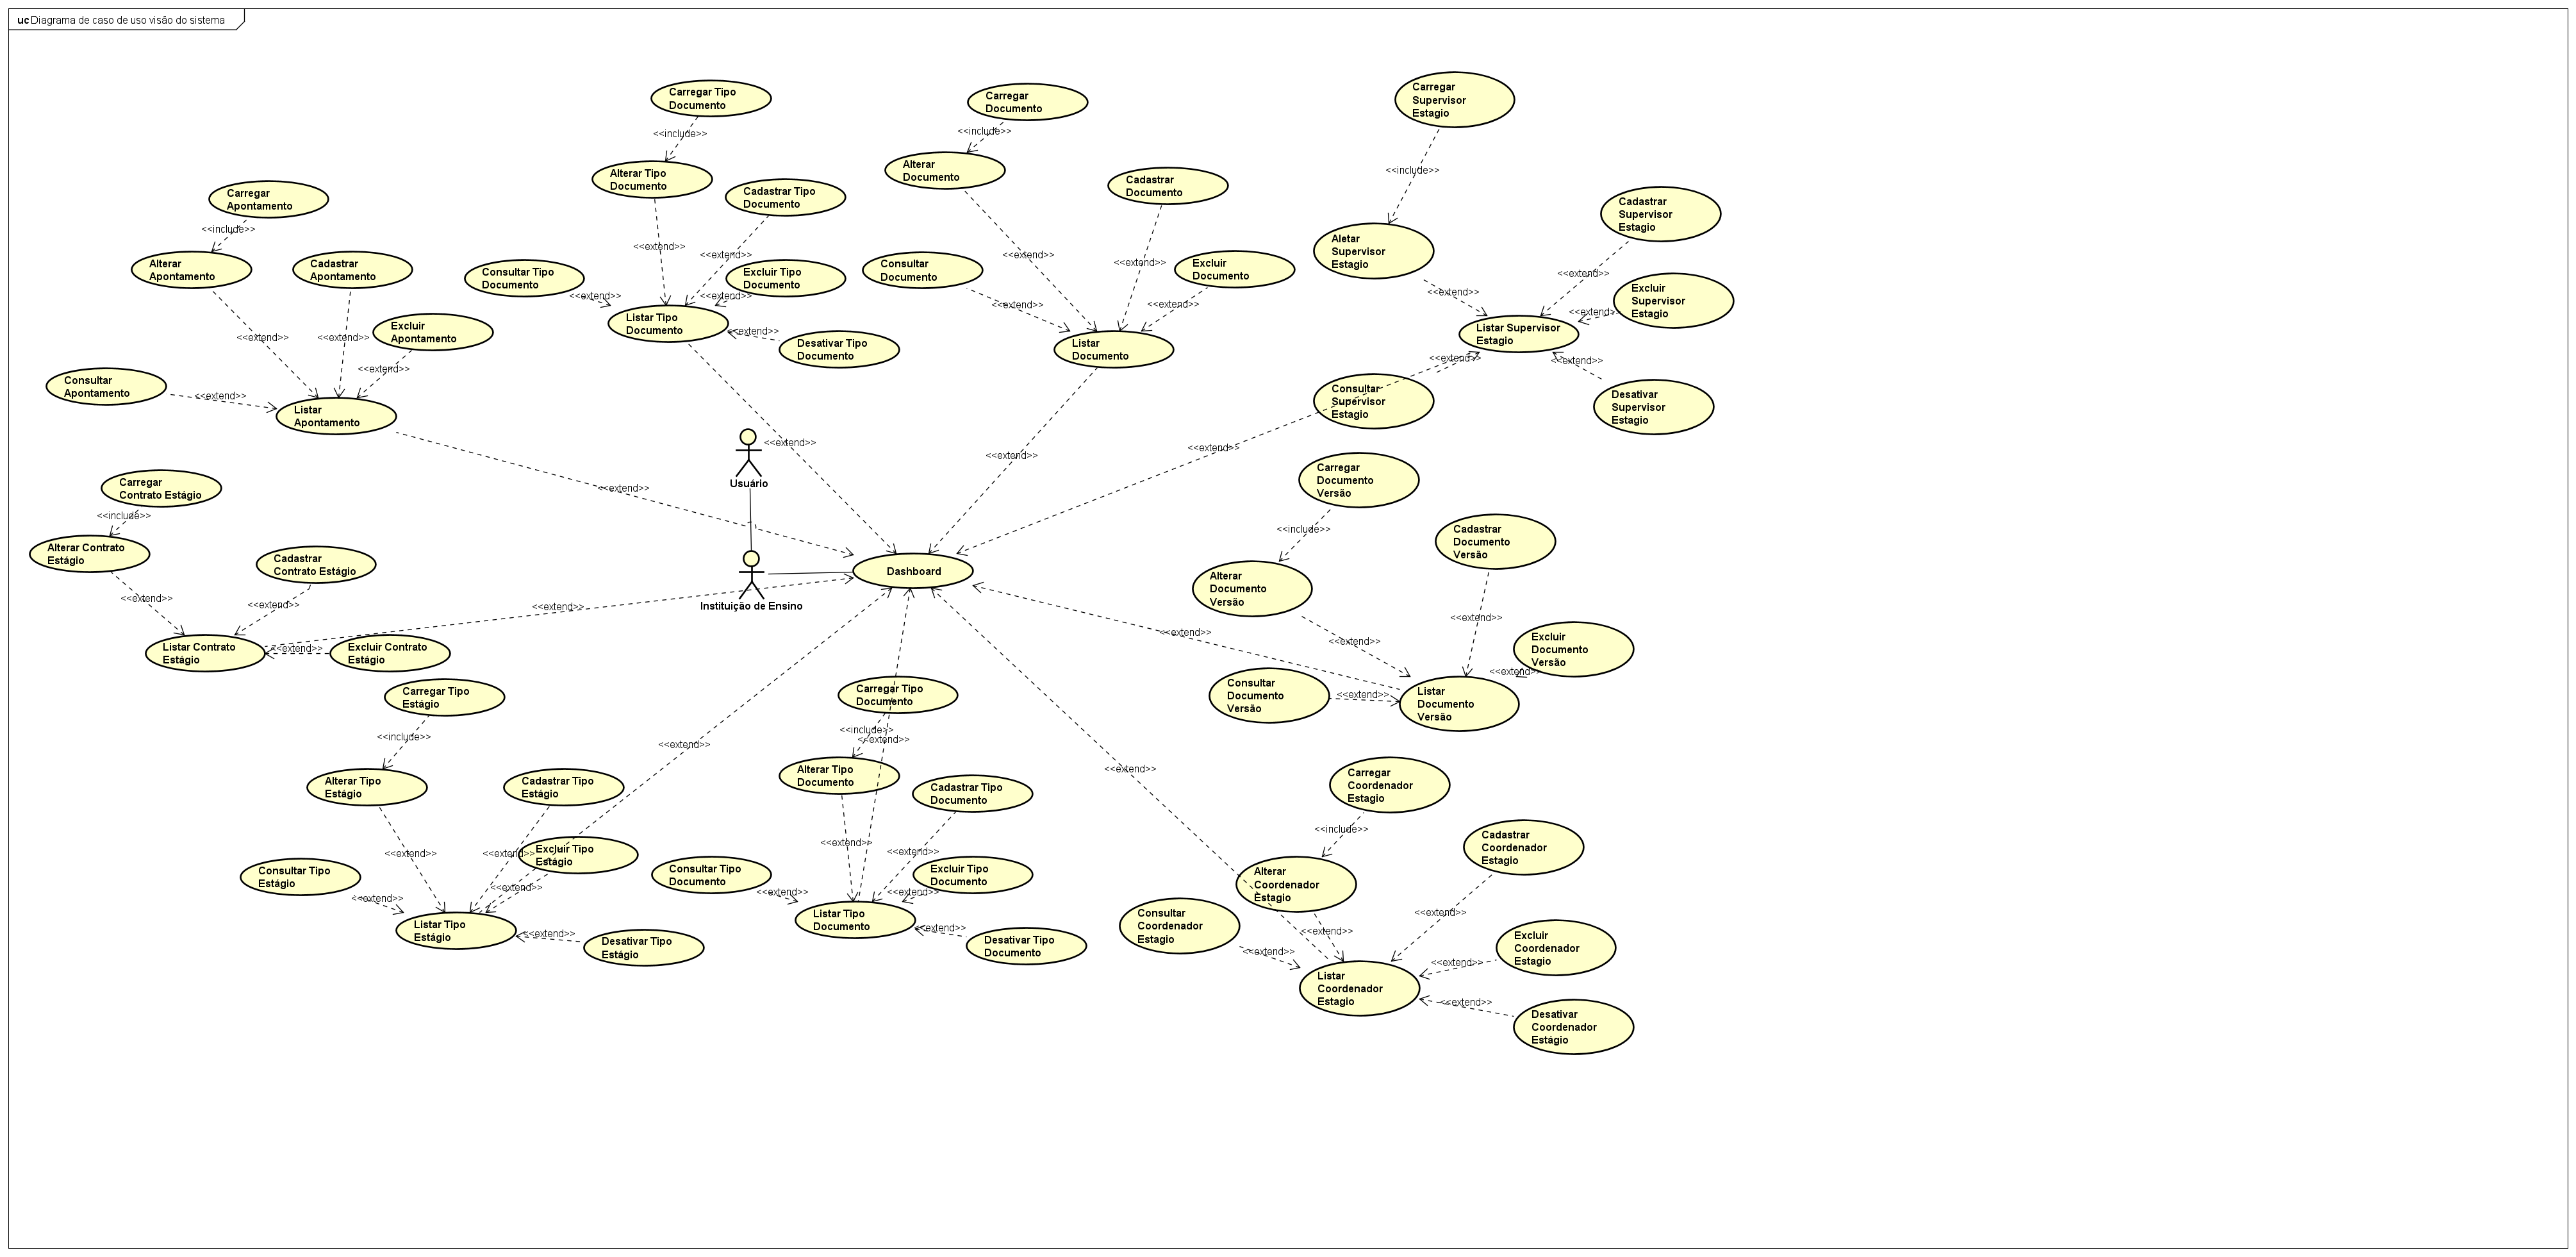 uc Diagrama de caso de uso visão do sistema
Carregar Tipo
Documento
<<include>>
Alterar Tipo
Documento
Cadastrar Tipo
Documento
<<extend>>
<<extend>>
Consultar Tipo
Documento
<<extend>>
Excluir Tipo
Documento
<<extend>>
Listar Tipo
Documento
<<extend>>
Desativar Tipo
Documento
<<extend>>
Carregar
Documento
<<include>>
Alterar
Documento
Cadastrar
Documento
<<extend>>
<<extend>>
Consultar
Documento
<<extend>>
Excluir
Documento
<<extend>>
Listar
Documento
<<extend>>
Carregar
Supervisor
Estagio
<<include>>
Aletar
Supervisor
Estagio
<<extend>>
Cadastrar
Supervisor
Estagio
<<extend>>
Excluir
Supervisor
Estagio
<<extend>>
Listar Supervisor
Estagio
<<extend>>
<<extend>>
Consultar
Supervisor
Estagio
Desativar
Supervisor
Estagio
<<extend>>
Carregar
Apontamento
<<include>>
Alterar
Apontamento
Cadastrar
Apontamento
<<extend>>
<<extend>>
Excluir
Apontamento
<<extend>>
Consultar
Apontamento
<<extend>>
Listar
Apontamento
<<extend>>
Usuário
Instituição de Ensino
Dashboard
Carregar
Contrato Estágio
<<include>>
Alterar Contrato
Estágio
Cadastrar
Contrato Estágio
<<extend>>
<<extend>>
<<extend>>
Listar Contrato
Estágio
<<extend>>
Excluir Contrato
Estágio
Carregar
Documento
Versão
<<include>>
Alterar
Documento
Versão
Cadastrar
Documento
Versão
<<extend>>
<<extend>>
<<extend>>
Excluir
Documento
Versão
<<extend>>
Consultar
Documento
Versão
<<extend>>
Listar
Documento
Versão
Carregar Tipo
Estágio
<<include>>
<<extend>>
Alterar Tipo
Estágio
Cadastrar Tipo
Estágio
<<extend>>
<<extend>>
Excluir Tipo
Estágio
<<extend>>
Consultar Tipo
Estágio
<<extend>>
Listar Tipo
Estágio
<<extend>>
Desativar Tipo
Estágio
Carregar Tipo
Documento
<<include>>
<<extend>>
Alterar Tipo
Documento
Cadastrar Tipo
Documento
<<extend>>
<<extend>>
Consultar Tipo
Documento
<<extend>>
Excluir Tipo
Documento
<<extend>>
Listar Tipo
Documento
<<extend>>
Desativar Tipo
Documento
<<extend>>
Carregar
Coordenador
Estagio
<<include>>
Alterar
Coordenador
Estagio
Cadastrar
Coordenador
Estagio
<<extend>>
<<extend>>
Consultar
Coordenador
Estagio
<<extend>>
Excluir
Coordenador
Estagio
<<extend>>
Listar
Coordenador
Estagio
<<extend>>
Desativar
Coordenador
Estágio